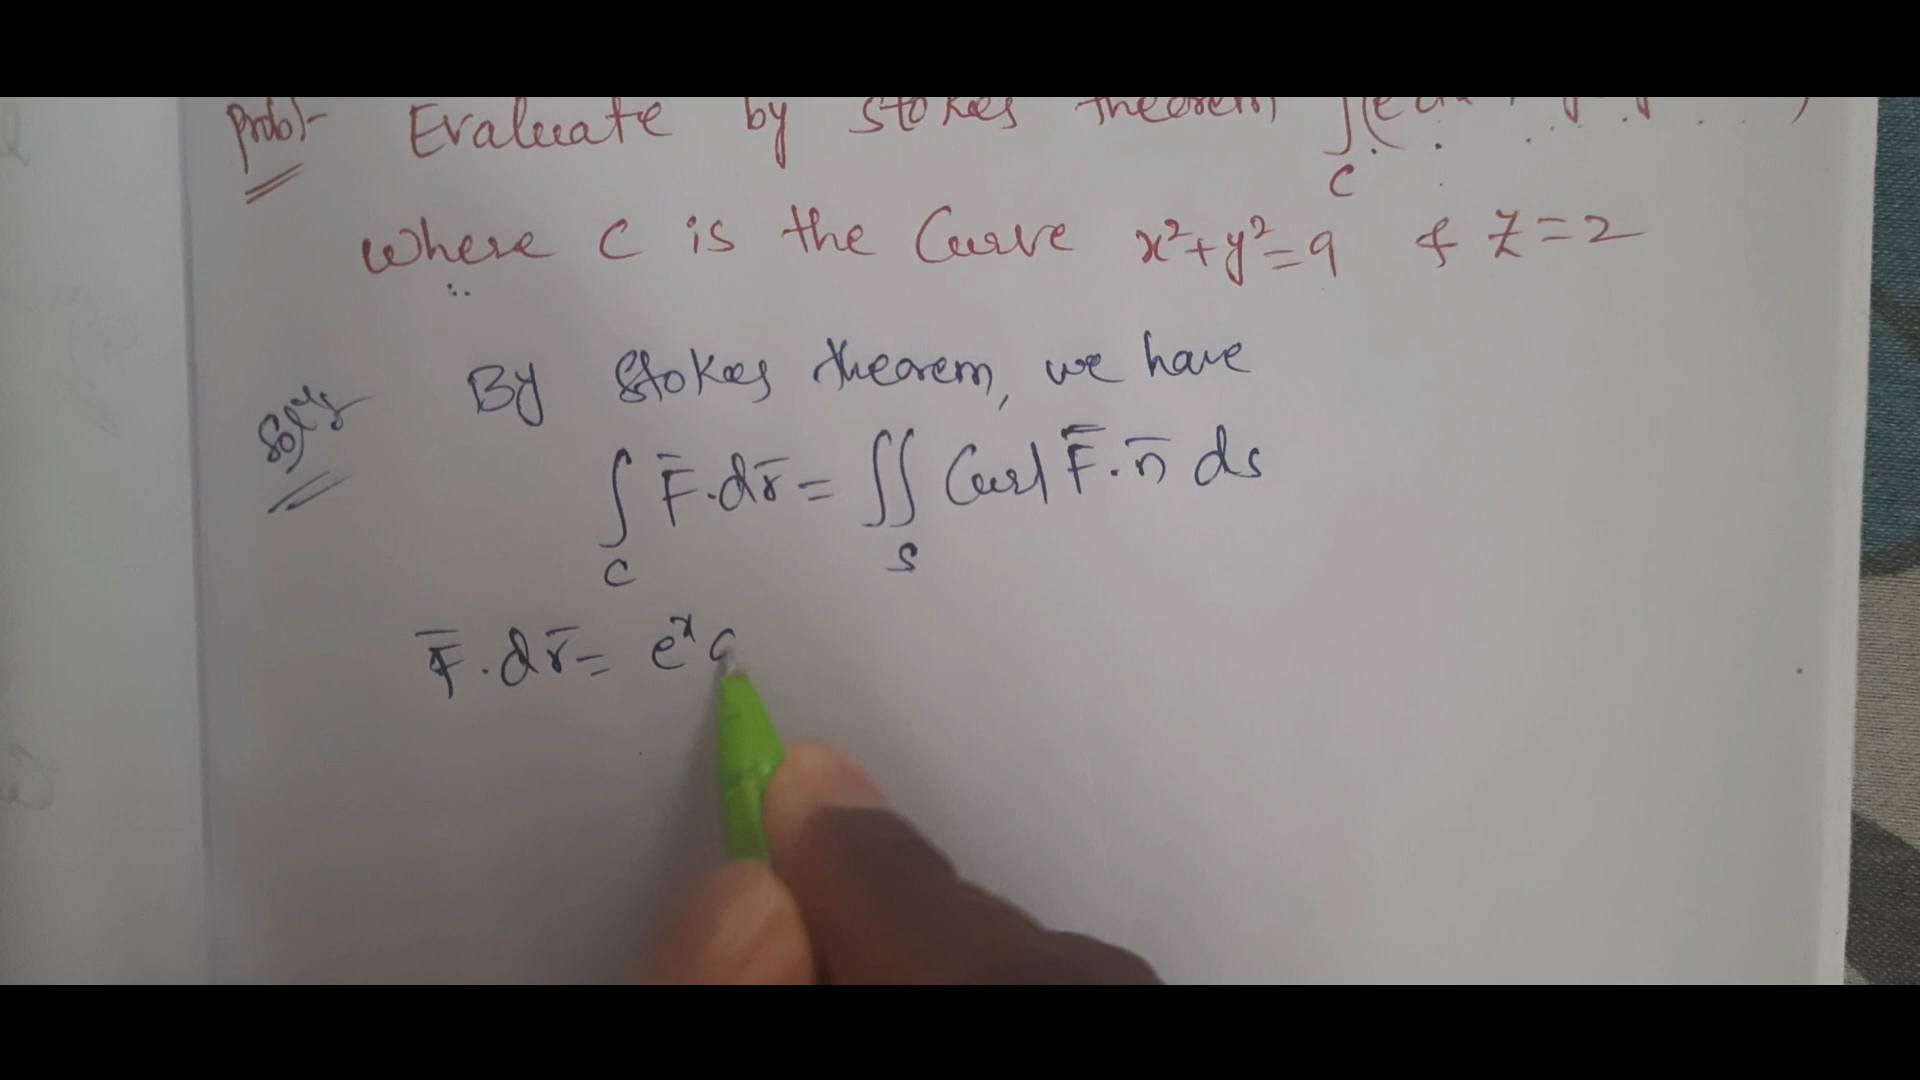 Prob:- Evaluate by Stokes theorem ∫(e
C
where C is the Curve x²+y²=9 & z=2
∴
Sol:- By Stokes theorem, we have
∫ F̄.dr̄ = ∬ Curl F̄.n̄ ds
C S
F̄.dr̄ = eˣ